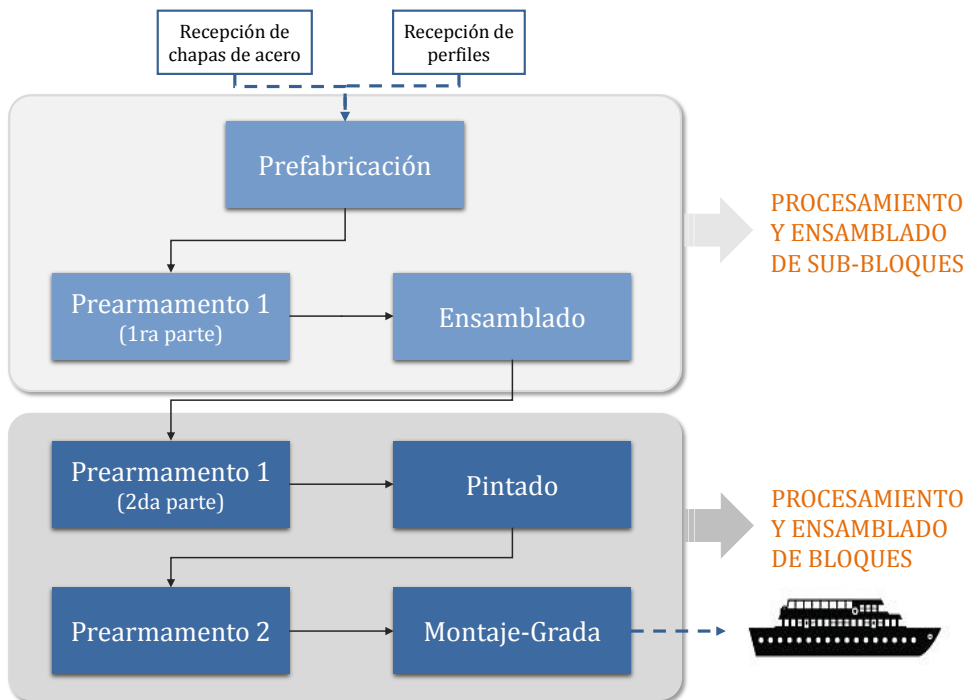 Recepción de
chapas de acero
Recepción de
perfiles
Prefabricación
Prearmamento 1
(1ra parte)
Ensamblado
PROCESAMIENTO
Y ENSAMBLADO
DE SUB-BLOQUES
Prearmamento 1
(2da parte)
Pintado
PROCESAMIENTO
Y ENSAMBLADO
DE BLOQUES
Prearmamento 2
Montaje-Grada